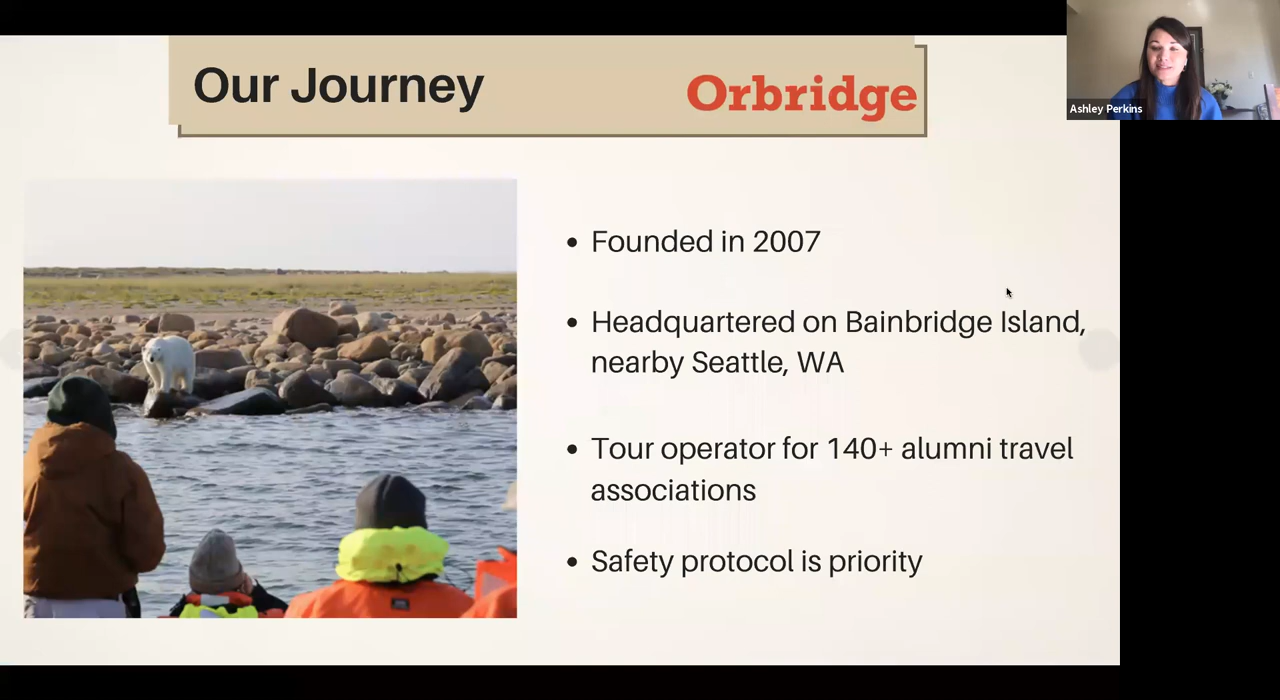 Our Journey
Orbridge
Ashley Perkins
• Founded in 2007
• Headquartered on Bainbridge Island,
nearby Seattle, WA
• Tour operator for 140+ alumni travel
associations
• Safety protocol is priority